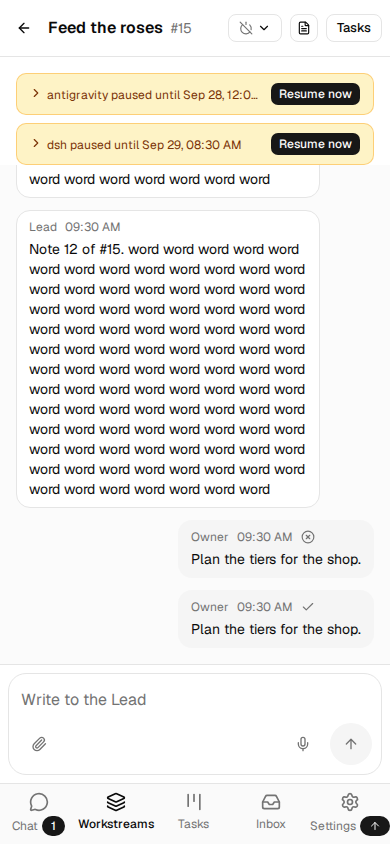 Feed the roses #15
Tasks
antigravity paused until Sep 28, 12:0... Resume now
dsh paused until Sep 29, 08:30 AM Resume now
word word word word word word word
Lead 09:30 AM
Note 12 of #15. word word word word word
word word word word word word word word
word word word word word word word word
word word word word word word word word
word word word word word word word word
word word word word word word word word
word word word word word word word word
word word word word word word word word
word word word word word word word word
word word word word word word word word
word word word word word word word word
word word word word word word word word
word word word word word word word
Owner 09:30 AM
Plan the tiers for the shop.
Owner 09:30 AM
Plan the tiers for the shop.
Write to the Lead
Chat 1 Workstreams Tasks Inbox Settings